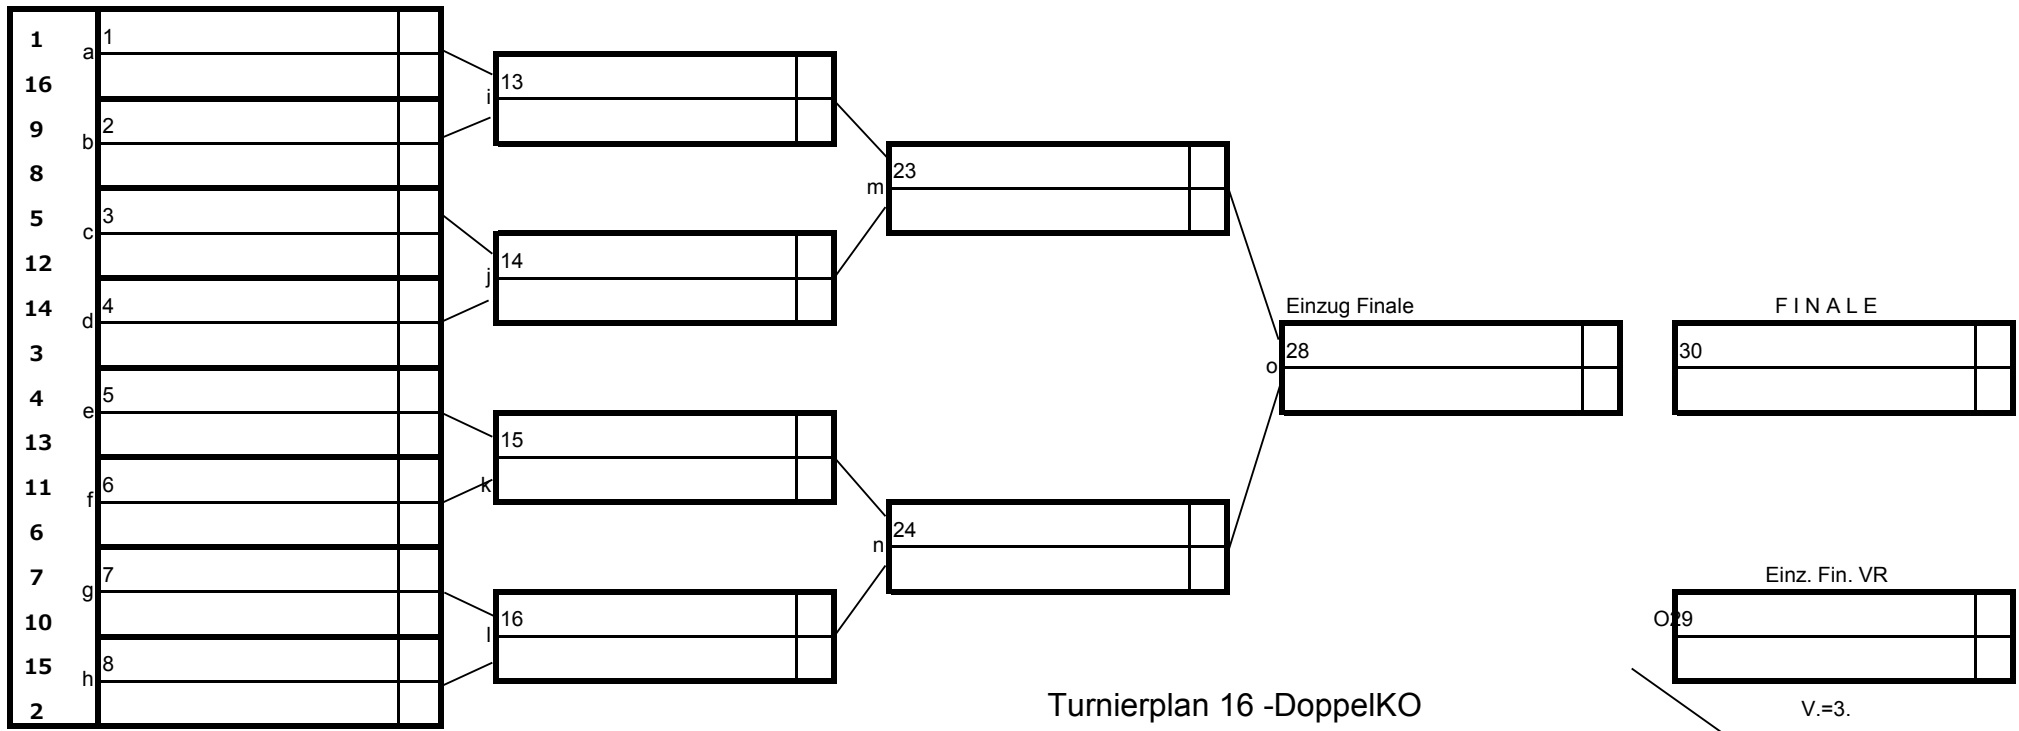 1 a 1
16
13
i
9 b 2
8
23
m
5 c 3
12
14
j
14 d 4
Einzug Finale
F I N A L E
3
28
o
30
4 e 5
13
15
k
11 f 6
6
24
n
7 g 7
Einz. Fin. VR
10
16
l
O29
15 h 8
2
Turnierplan 16 -DoppelKO
V.=3.